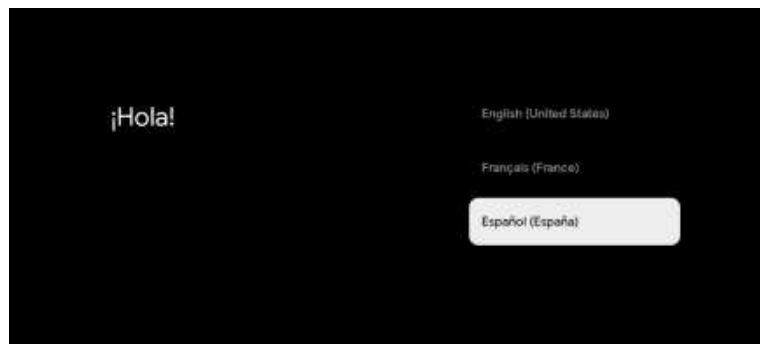 ¡Hola!
English (United States)
Français (France)
Español (España)